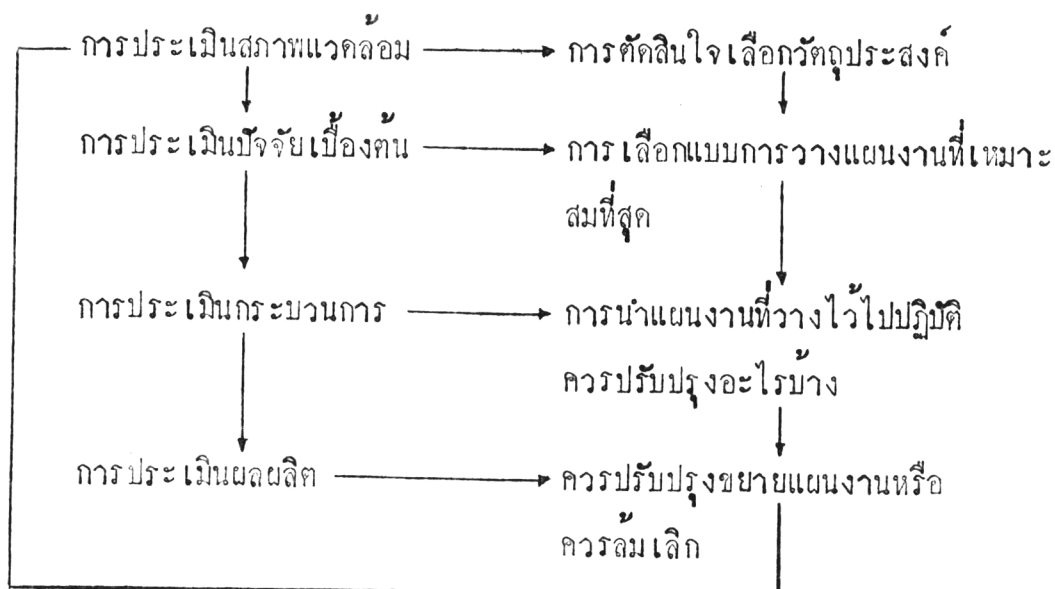 การประเมินสภาพแวดล้อม การตัดสินใจเลือกวัตถุประสงค์
การประเมินปัจจัยเบื้องต้น การเลือกแบบการวางแผนงานที่เหมาะ
สมที่สุด
การประเมินกระบวนการ การนำแผนงานที่วางไว้ไปปฏิบัติ
ควรปรับปรุงอะไรบ้าง
การประเมินผลผลิต ควรปรับปรุงขยายแผนงานหรือ
ควรล้มเลิก